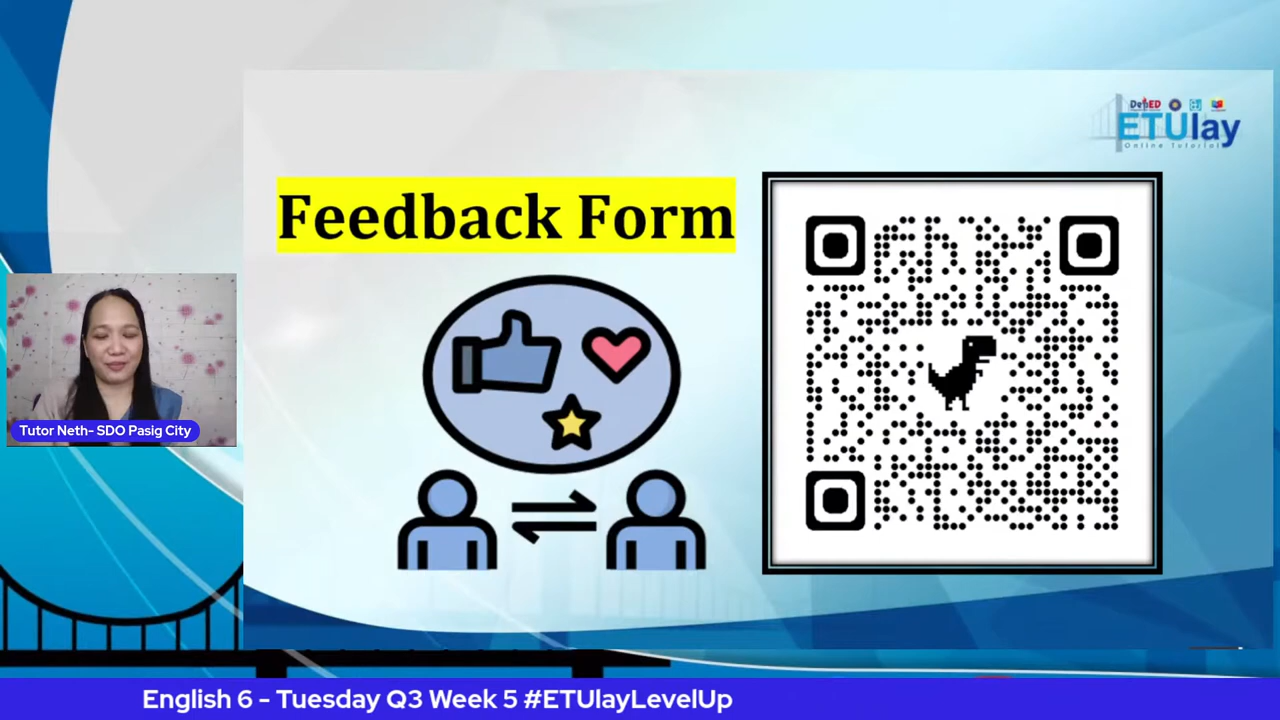 DepED
ETUlay
Online Tutorial
Feedback Form
Tutor Neth- SDO Pasig City
English 6 - Tuesday Q3 Week 5 #ETUlayLevelUp